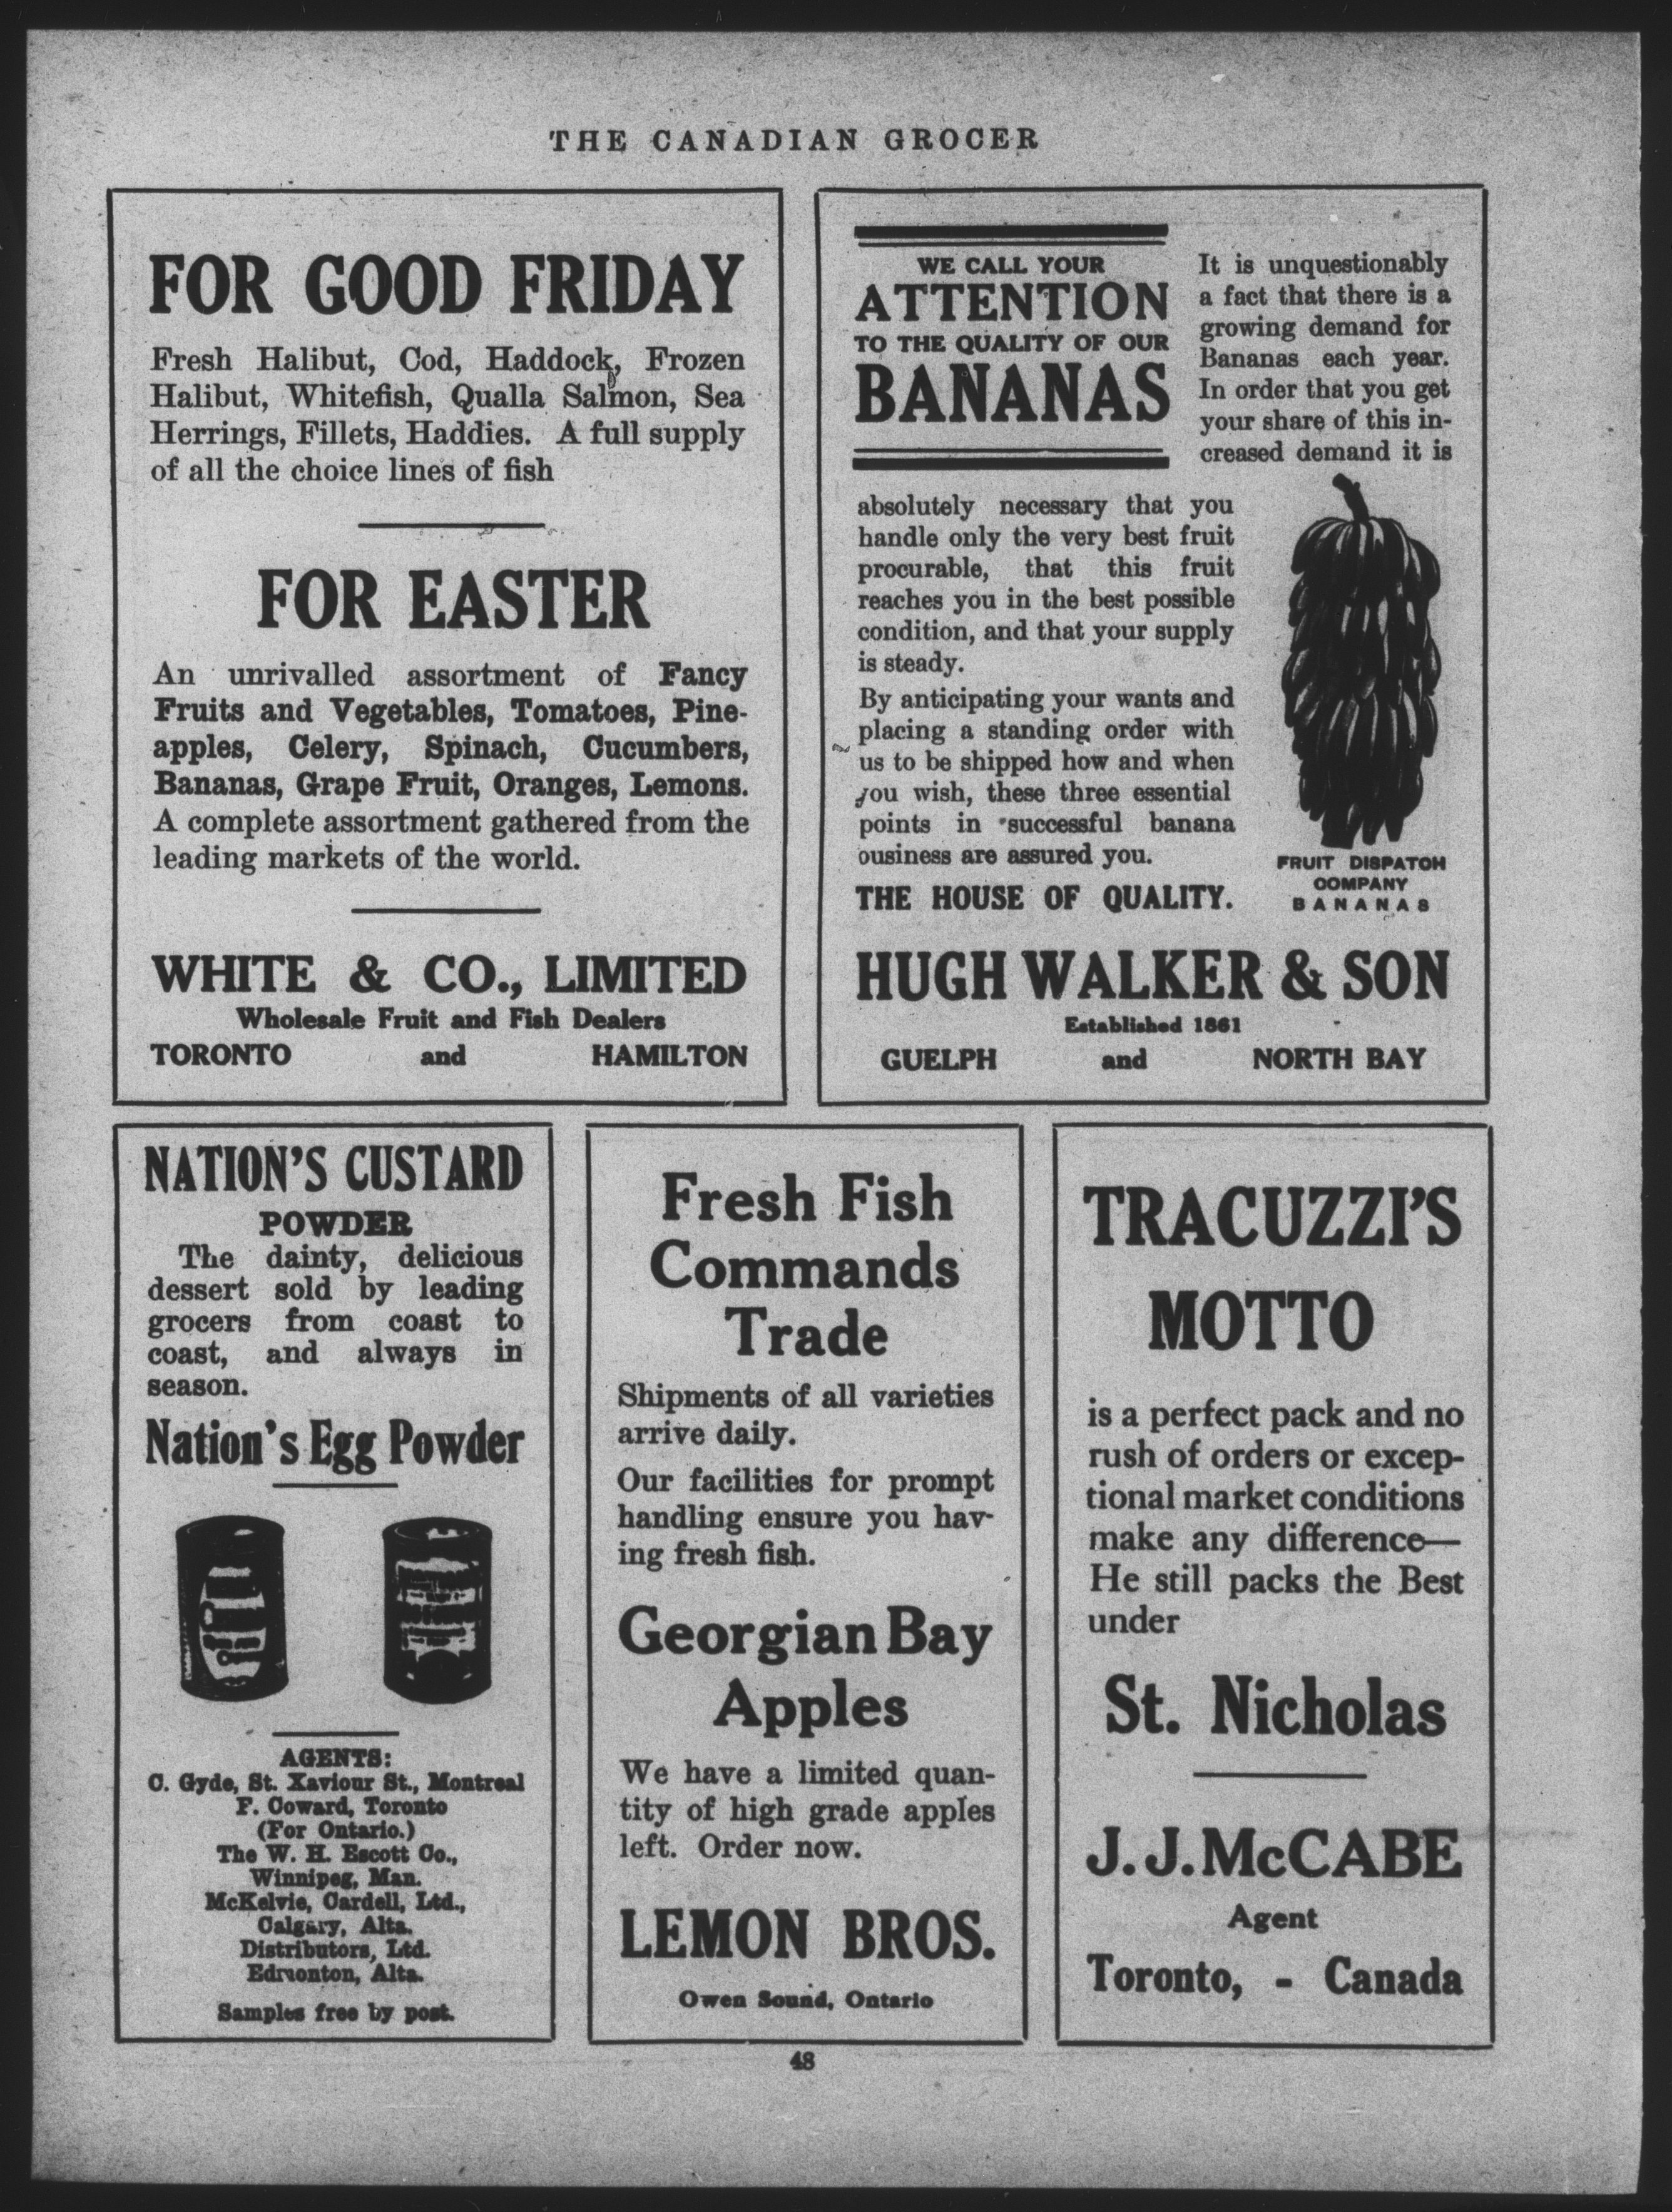 THE CANADIAN GROCER
FOR GOOD FRIDAY
Fresh Halibut, Cod, Haddock, Frozen
Halibut, Whitefish, Qualla Salmon, Sea
Herrings, Fillets, Haddies. A full supply
of all the choice lines of fish
FOR EASTER
An unrivalled assortment of Fancy
Fruits and Vegetables, Tomatoes, Pine-
apples, Celery, Spinach, Cucumbers,
Bananas, Grape Fruit, Oranges, Lemons.
A complete assortment gathered from the
leading markets of the world.
WHITE & CO., LIMITED
Wholesale Fruit and Fish Dealers
TORONTO and HAMILTON
WE CALL YOUR
ATTENTION
TO THE QUALITY OF OUR
BANANAS
It is unquestionably
a fact that there is a
growing demand for
Bananas each year.
In order that you get
your share of this in-
creased demand it is
absolutely necessary that you
handle only the very best fruit
procurable, that this fruit
reaches you in the best possible
condition, and that your supply
is steady.
By anticipating your wants and
placing a standing order with
us to be shipped how and when
you wish, these three essential
points in successful banana
ousiness are assured you.
THE HOUSE OF QUALITY.
FRUIT DISPATCH
COMPANY
BANANAS
HUGH WALKER & SON
Established 1861
GUELPH and NORTH BAY
NATION'S CUSTARD
POWDER
The dainty, delicious
dessert sold by leading
grocers from coast to
coast, and always in
season.
Nation's Egg Powder
AGENTS:
C. Gyde, St. Xaviour St., Montreal
F. Coward, Toronto
(For Ontario.)
The W. H. Escott Co.,
Winnipeg, Man.
McKelvie, Cardell, Ltd.,
Calgary, Alta.
Distributors, Ltd.
Edmonton, Alta.
Samples free by post.
Fresh Fish
Commands
Trade
Shipments of all varieties
arrive daily.
Our facilities for prompt
handling ensure you hav-
ing fresh fish.
Georgian Bay
Apples
We have a limited quan-
tity of high grade apples
left. Order now.
LEMON BROS.
Owen Sound, Ontario
TRACUZZI'S
MOTTO
is a perfect pack and no
rush of orders or excep-
tional market conditions
make any difference—
He still packs the Best
under
St. Nicholas
J. J. McCABE
Agent
Toronto, - Canada
48